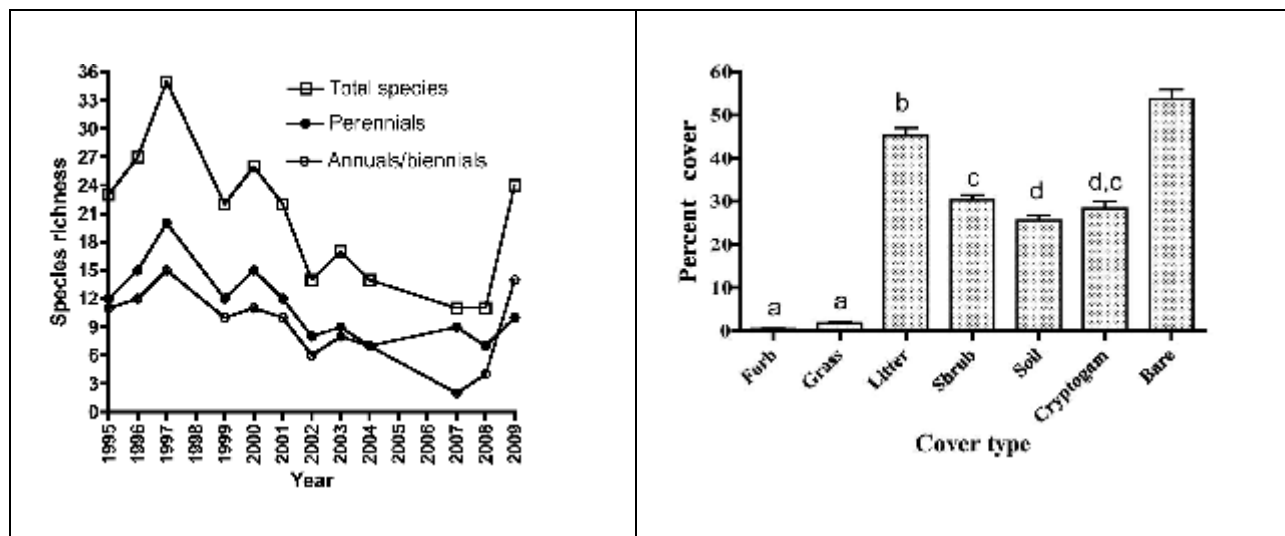 Species richness
36
33
30
27
24
21
18
15
12
9
6
3
0
Total species
Perennials
Annuals/biennials
1995
1996
1997
1998
1999
2000
2001
2002
2003
2004
2005
2006
2007
2008
2009
Year
Percent cover
60
50
40
30
20
10
0
a
a
b
c
d
d,c
Forb
Grass
Litter
Shrub
Soil
Cryptogam
Bare
Cover type